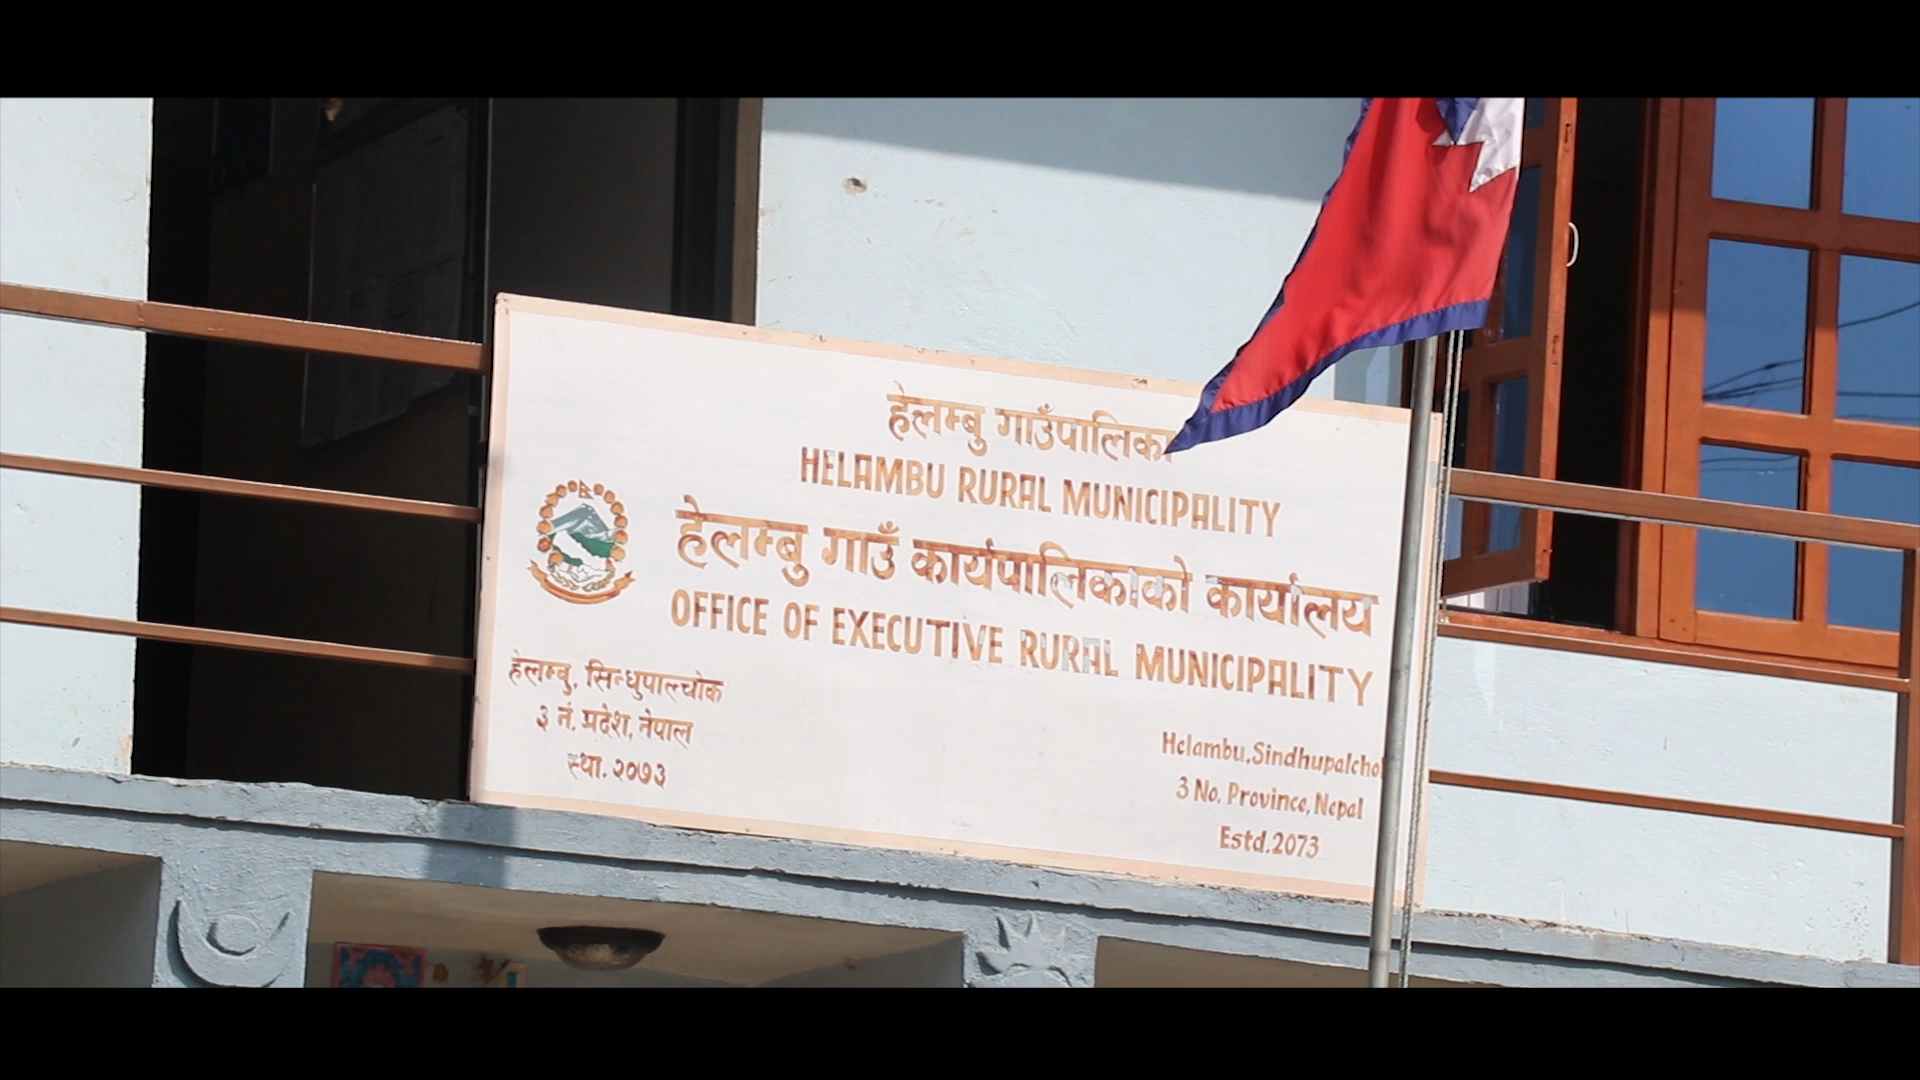 हेलम्बु गाउँपालिका
HELAMBU RURAL MUNICIPALITY
हेलम्बु गाउँ कार्यपालिकाको कार्यालय
OFFICE OF EXECUTIVE RURAL MUNICIPALITY
हेलम्बु, सिन्धुपाल्चोक
३ नं. प्रदेश, नेपाल
स्था. २०७३
Helambu, Sindhupalcho
3 No. Province, Nepal
Estd. 2073